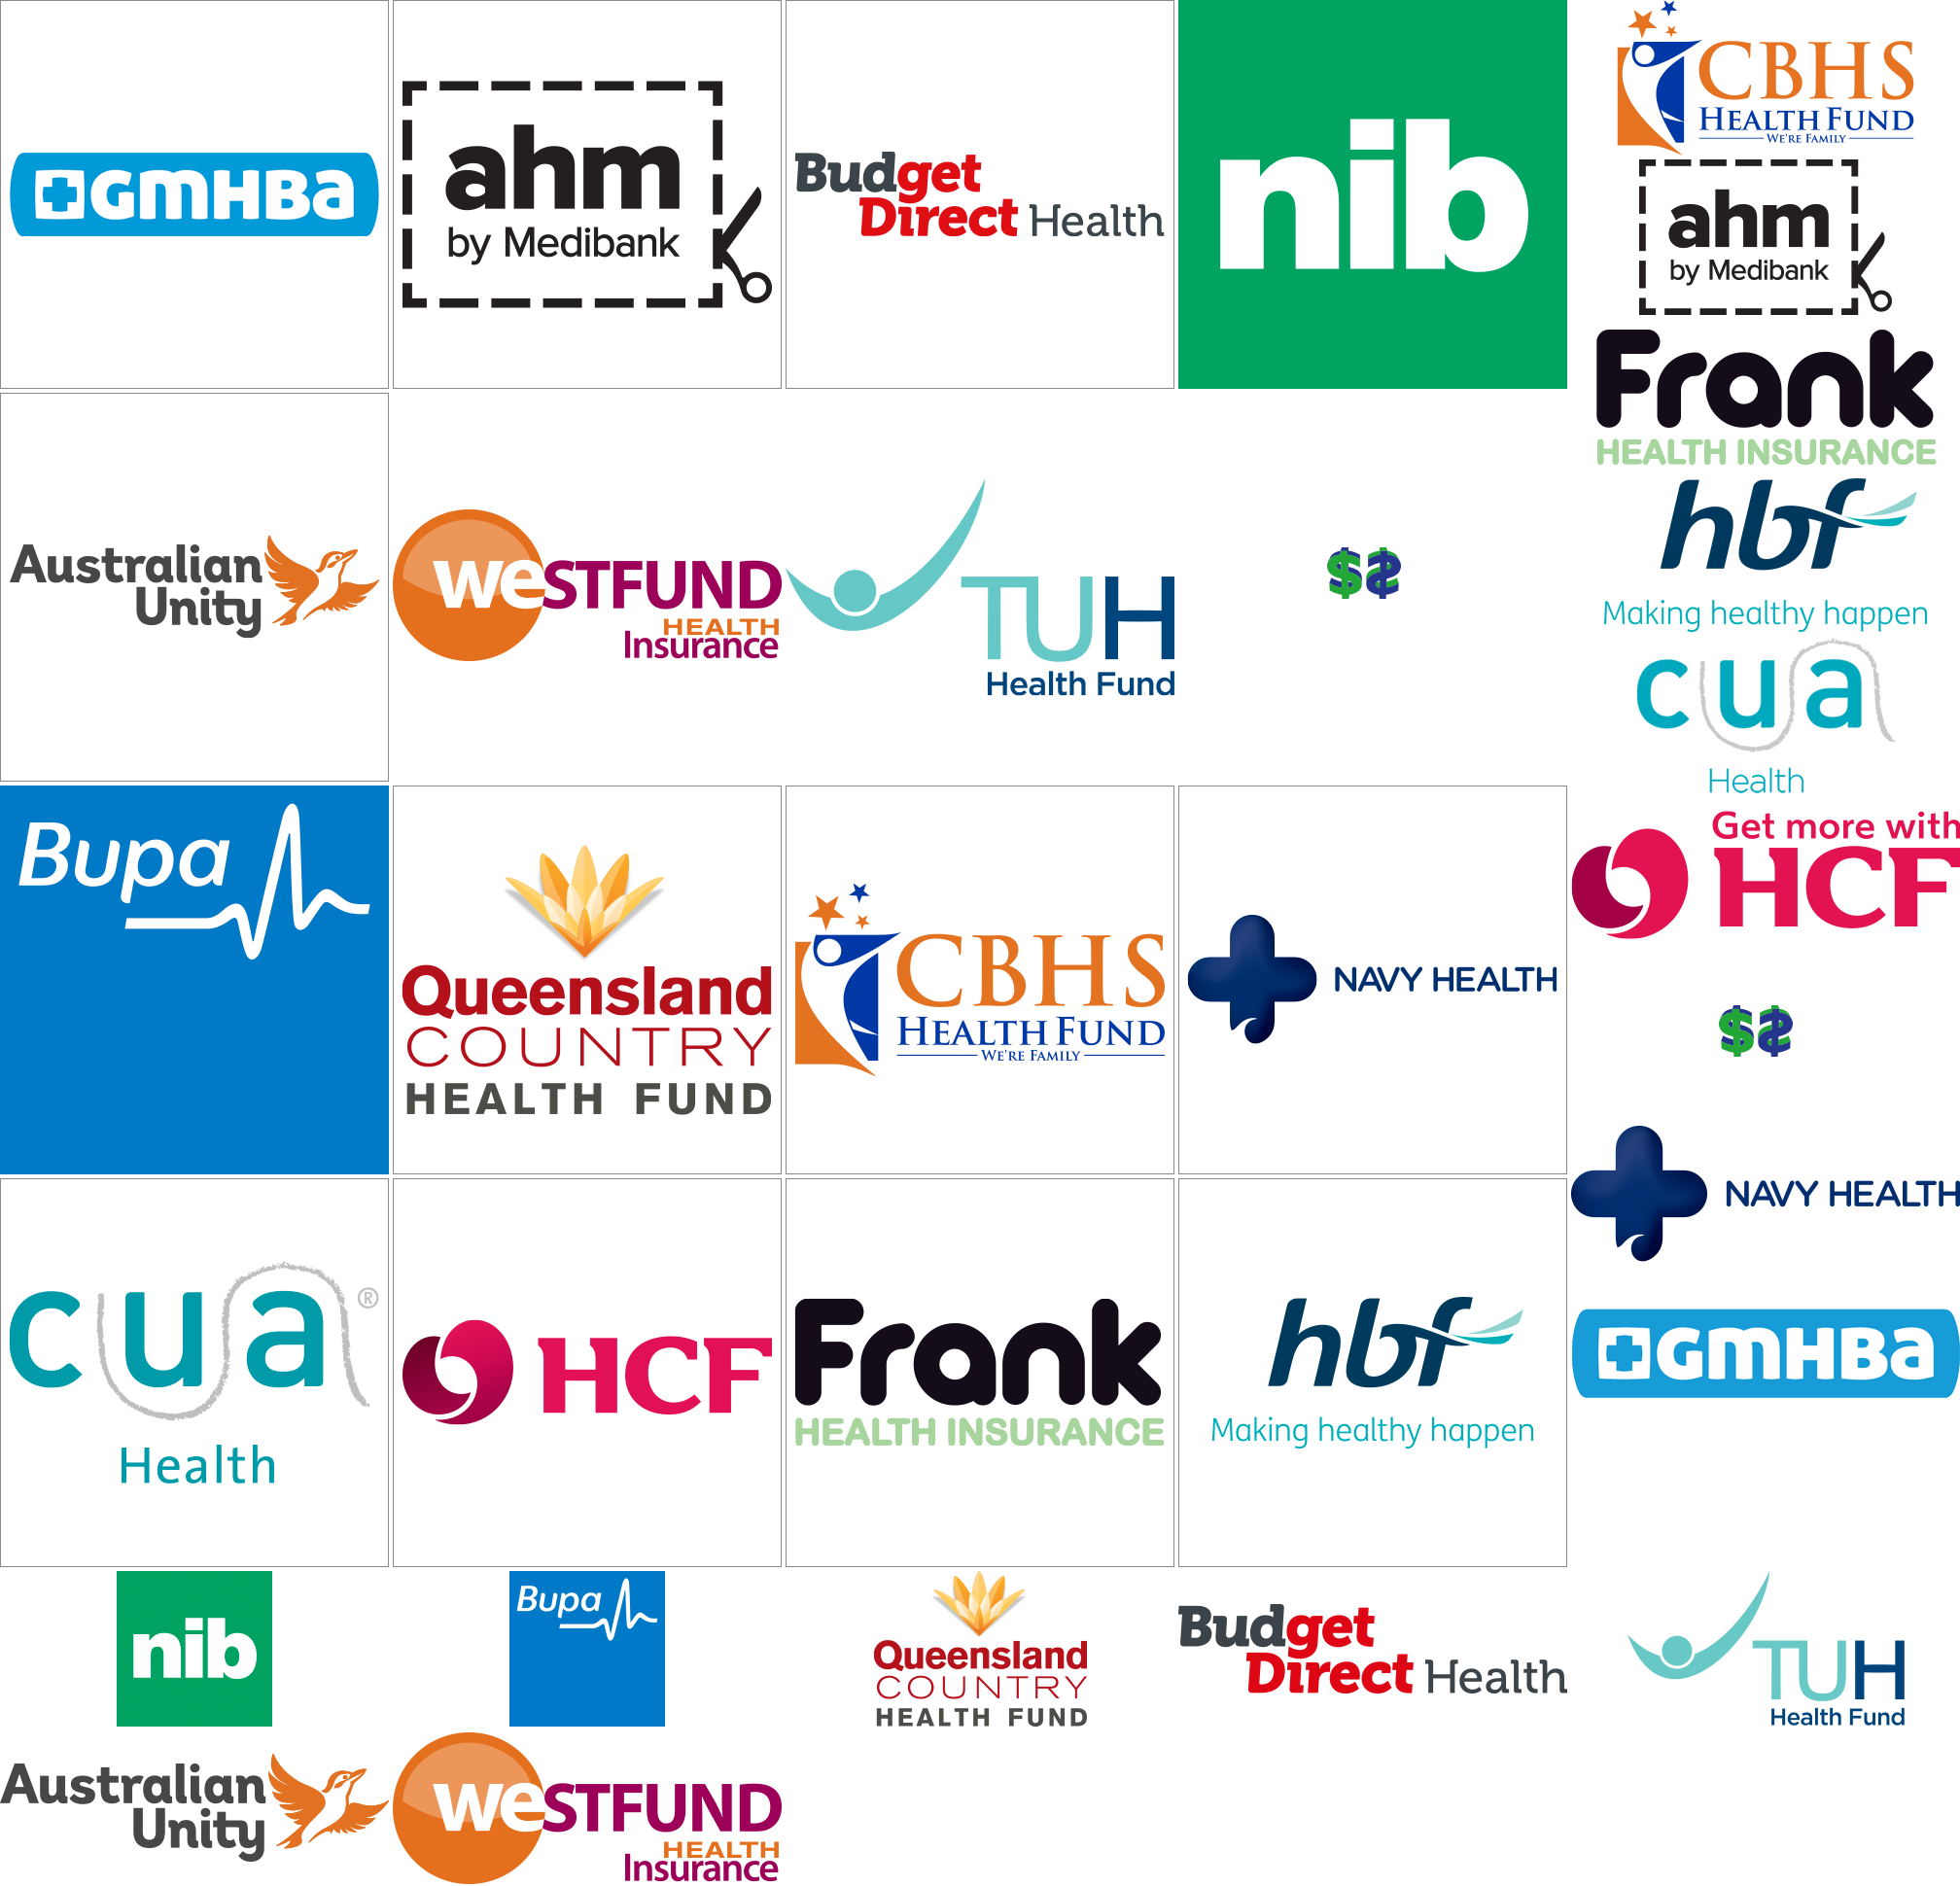 GMHBa
ahm
by Medibank
Budget
Direct Health
nib
CBHS
HEALTH FUND
WE'RE FAMILY
ahm
by Medibank
Frank
HEALTH INSURANCE
Australian
Unity
weSTFUND
HEALTH
Insurance
TUH
Health Fund
$$
hbf
Making healthy happen
cua
Health
Bupa
Queensland
COUNTRY
HEALTH FUND
CBHS
HEALTH FUND
WE'RE FAMILY
NAVY HEALTH
Get more with
HCF
$$
NAVY HEALTH
cua®
Health
HCF
Frank
HEALTH INSURANCE
hbf
Making healthy happen
GMHBa
nib
Bupa
Queensland
COUNTRY
HEALTH FUND
Budget
Direct Health
TUH
Health Fund
Australian
Unity
weSTFUND
HEALTH
Insurance